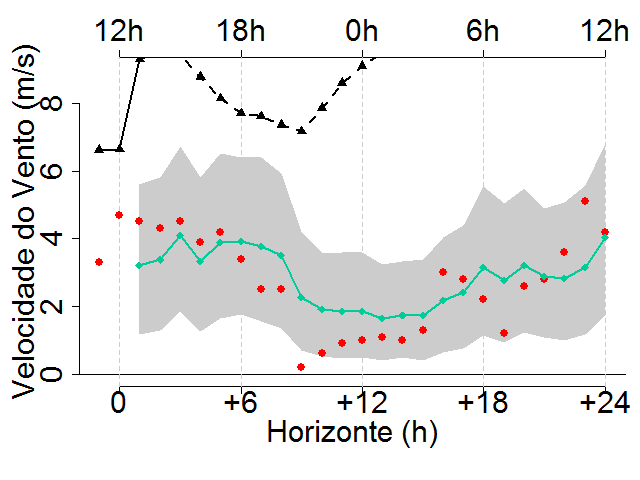 12h 18h 0h 6h 12h
Velocidade do Vento (m/s)
8
6
4
2
0
0 +6 +12 +18 +24
Horizonte (h)